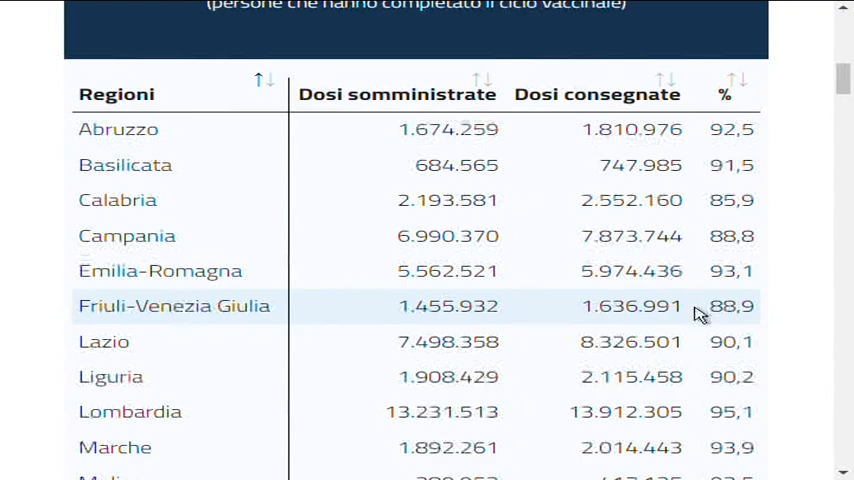 (persone che hanno completato il ciclo vaccinale)
Regioni Dosi somministrate Dosi consegnate %
Abruzzo 1.674.259 1.810.976 92,5
Basilicata 684.565 747.985 91,5
Calabria 2.193.581 2.552.160 85,9
Campania 6.990.370 7.873.744 88,8
Emilia-Romagna 5.562.521 5.974.436 93,1
Friuli-Venezia Giulia 1.455.932 1.636.991 88,9
Lazio 7.498.358 8.326.501 90,1
Liguria 1.908.429 2.115.458 90,2
Lombardia 13.231.513 13.912.305 95,1
Marche 1.892.261 2.014.443 93,9